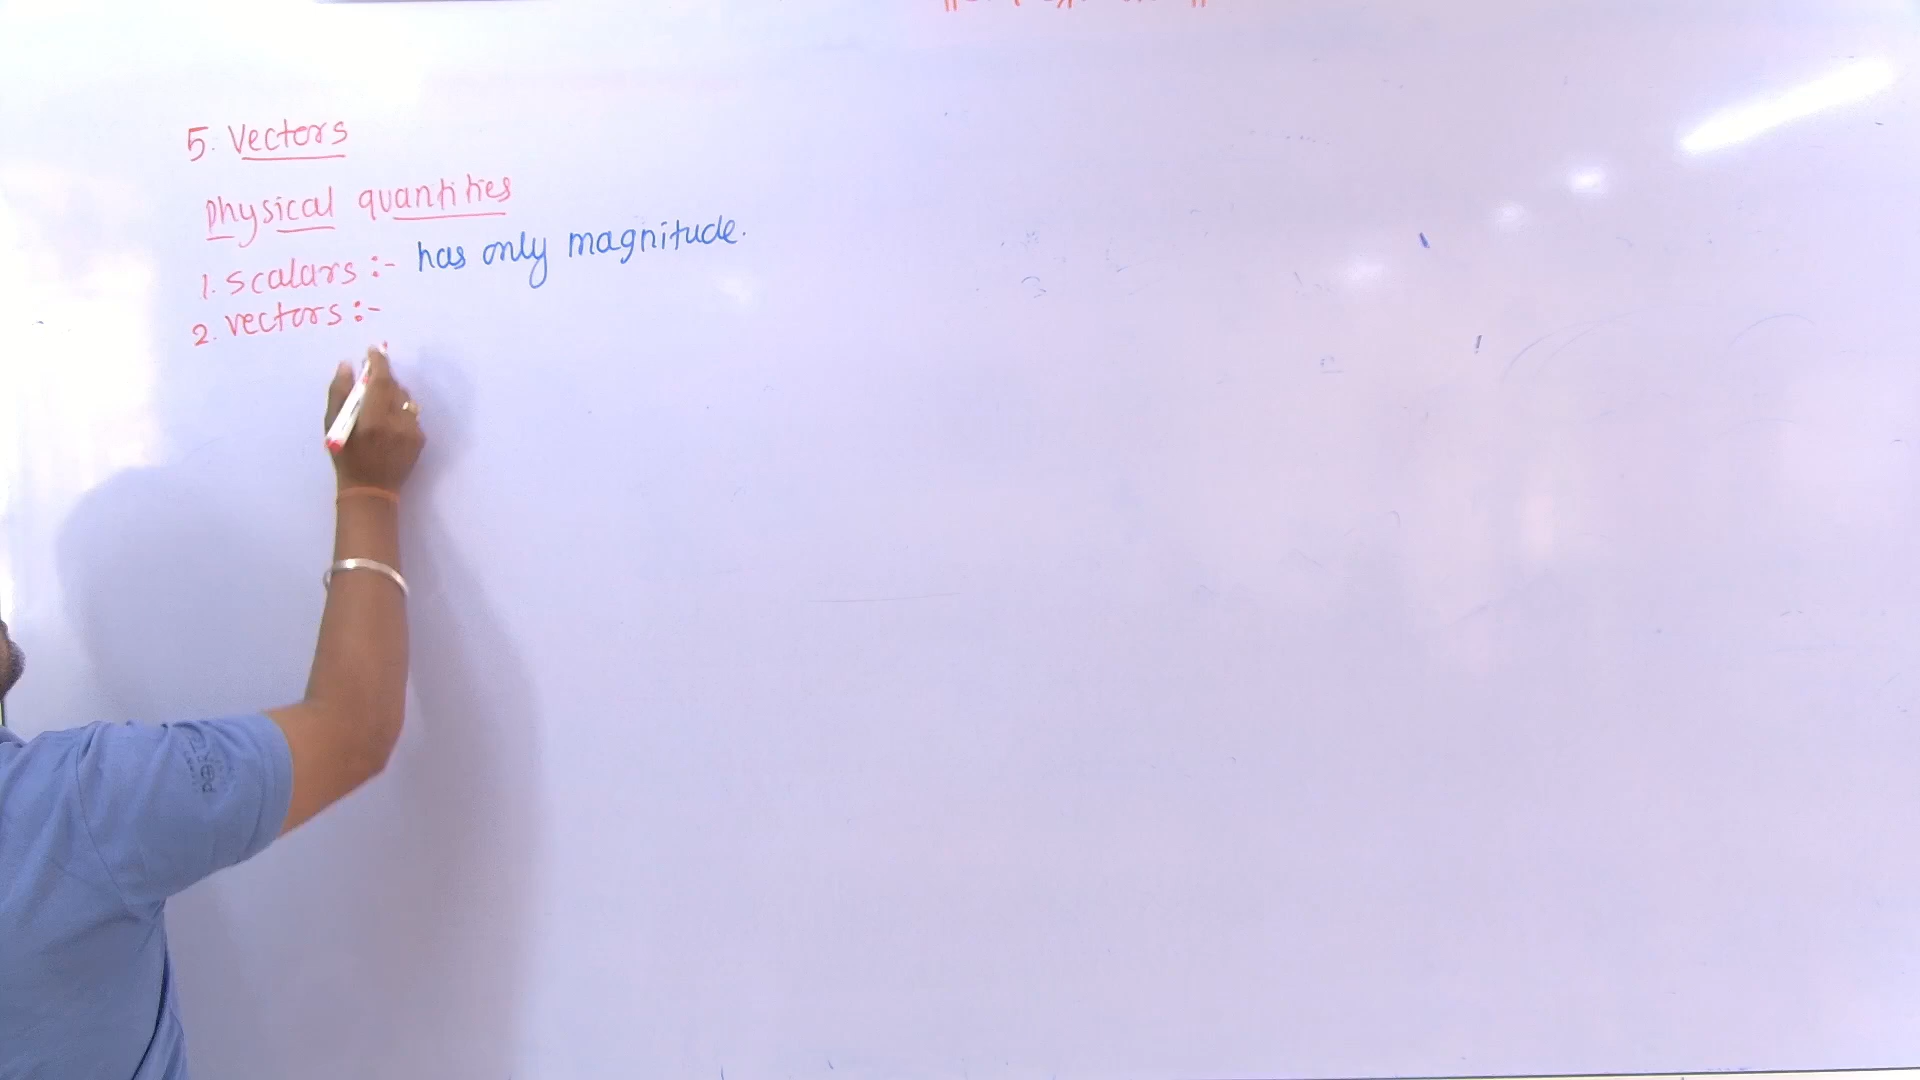 5. Vectors
Physical quantities
1. Scalars :- has only magnitude.
2. vectors :-